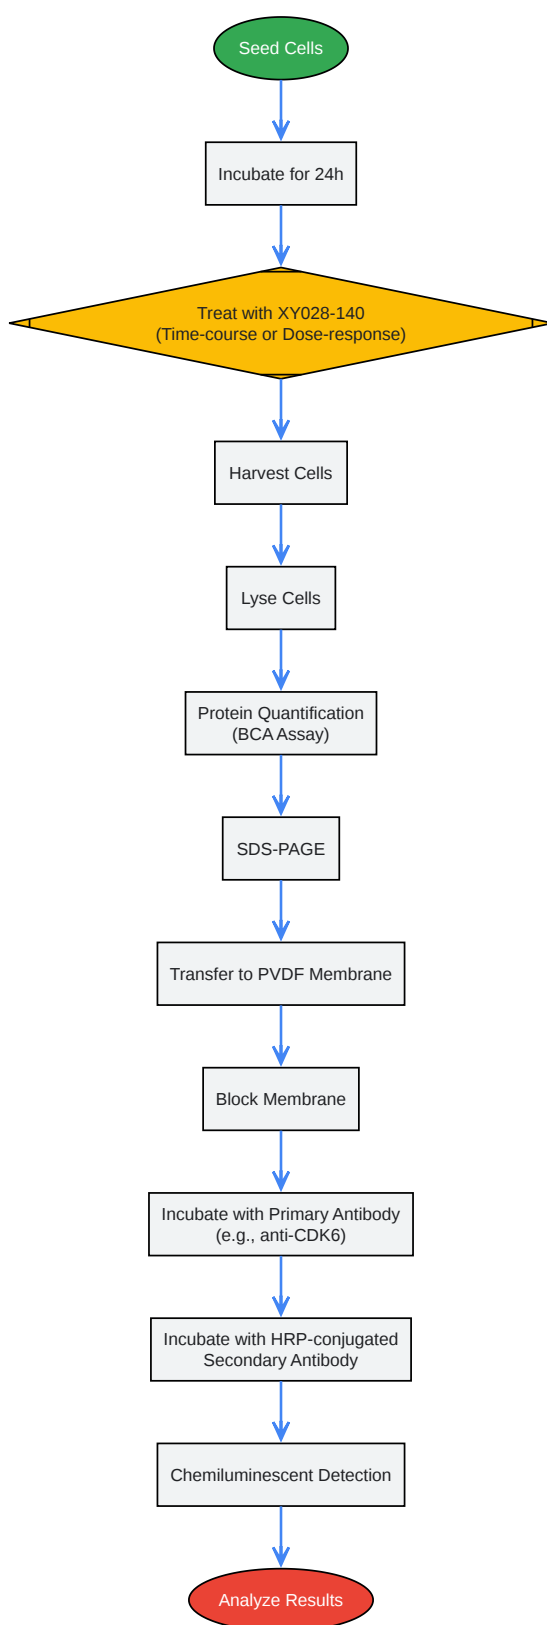 Seed Cells
Incubate for 24h
Treat with XY028-140
(Time-course or Dose-response)
Harvest Cells
Lyse Cells
Protein Quantification
(BCA Assay)
SDS-PAGE
Transfer to PVDF Membrane
Block Membrane
Incubate with Primary Antibody
(e.g., anti-CDK6)
Incubate with HRP-conjugated
Secondary Antibody
Chemiluminescent Detection
Analyze Results